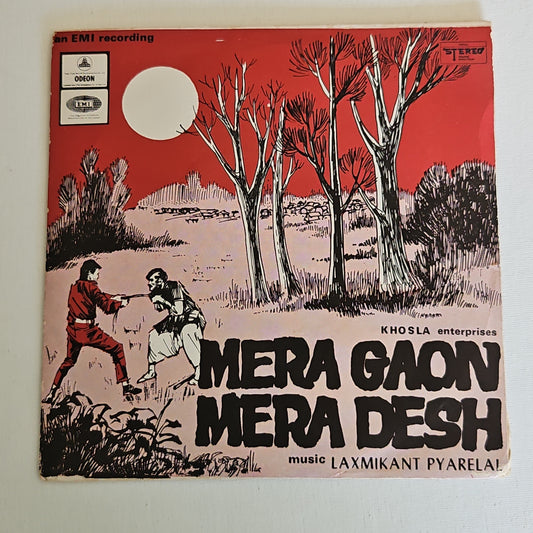 an EMI recording
STEREO
ODEON
EMI
KHOSLA enterprises
MERA GAON
MERA DESH
music LAXMIKANT PYARELAL